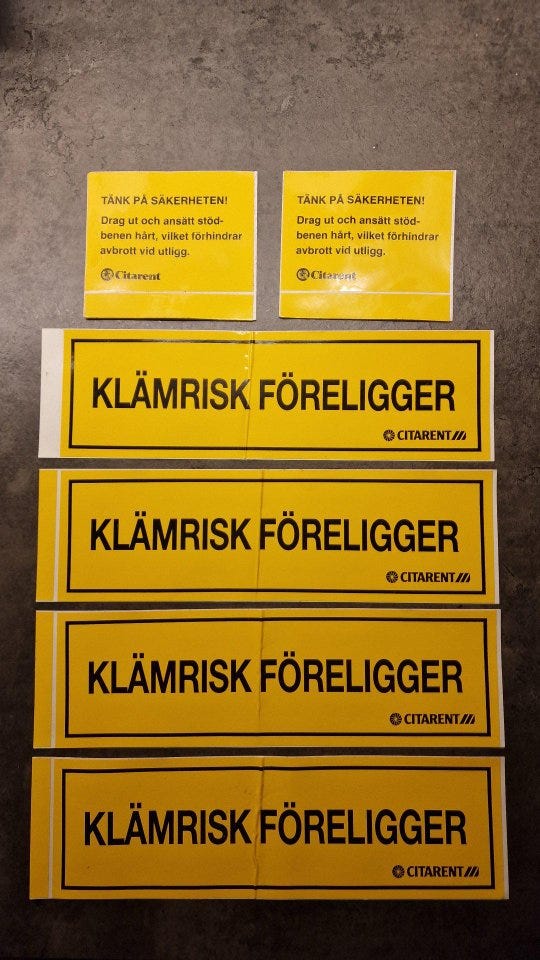 TÄNK PÅ SÄKERHETEN!
Drag ut och ansätt stöd-
benen hårt, vilket förhindrar
avbrott vid utligg.
Citarent
TÄNK PÅ SÄKERHETEN!
Drag ut och ansätt stöd-
benen hårt, vilket förhindrar
avbrott vid utligg.
Citarent
KLÄMRISK FÖRELIGGER
CITARENT
KLÄMRISK FÖRELIGGER
CITARENT
KLÄMRISK FÖRELIGGER
CITARENT
KLÄMRISK FÖRELIGGER
CITARENT